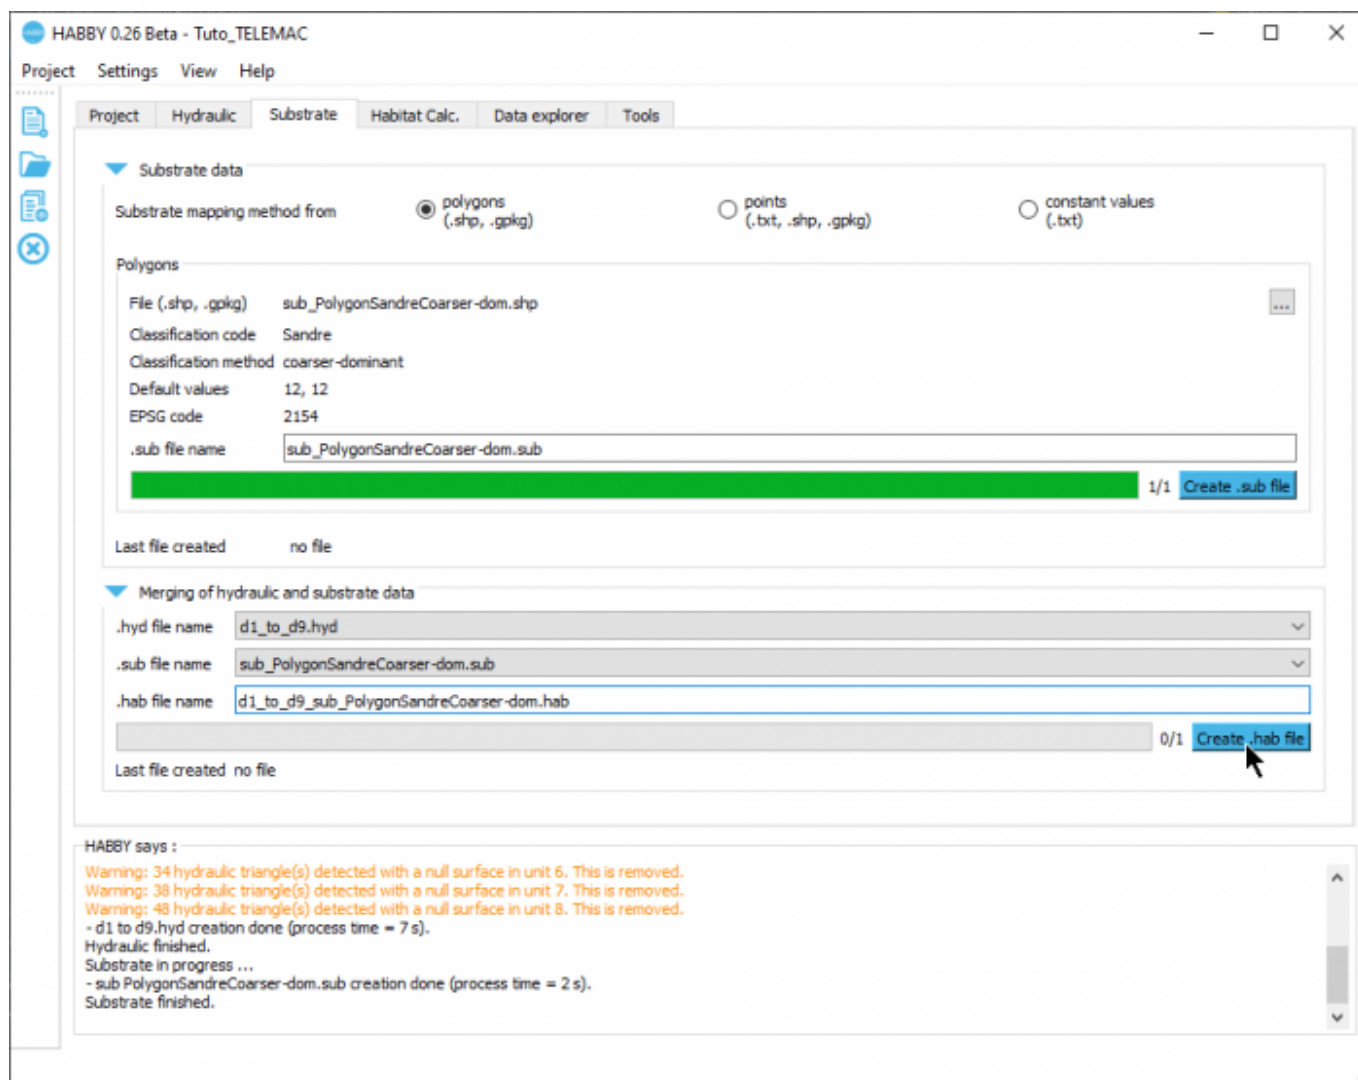 HABBY 0.26 Beta - Tuto_TELEMAC
Project Settings View Help
Project Hydraulic Substrate Habitat Calc. Data explorer Tools
Substrate data
Substrate mapping method from
polygons
(.shp, .gpkg)
points
(.txt, .shp, .gpkg)
constant values
(.txt)
Polygons
File (.shp, .gpkg) sub_PolygonSandreCoarser-dom.shp ...
Classification code Sandre
Classification method coarser-dominant
Default values 12, 12
EPSG code 2154
.sub file name sub_PolygonSandreCoarser-dom.sub
1/1 Create .sub file
Last file created no file
Merging of hydraulic and substrate data
.hyd file name d1_to_d9.hyd
.sub file name sub_PolygonSandreCoarser-dom.sub
.hab file name d1_to_d9_sub_PolygonSandreCoarser-dom.hab
0/1 Create .hab file
Last file created no file
HABBY says :
Warning: 34 hydraulic triangle(s) detected with a null surface in unit 6. This is removed.
Warning: 38 hydraulic triangle(s) detected with a null surface in unit 7. This is removed.
Warning: 48 hydraulic triangle(s) detected with a null surface in unit 8. This is removed.
- d1 to d9.hyd creation done (process time = 7 s).
Hydraulic finished.
Substrate in progress ...
- sub PolygonSandreCoarser-dom.sub creation done (process time = 2 s).
Substrate finished.